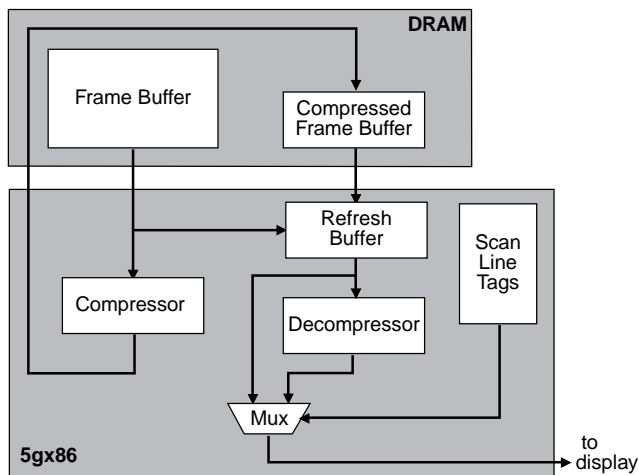 DRAM
Frame Buffer
Compressed
Frame Buffer
Refresh
Buffer
Scan
Line
Tags
Compressor
Decompressor
Mux
5gx86
to
display